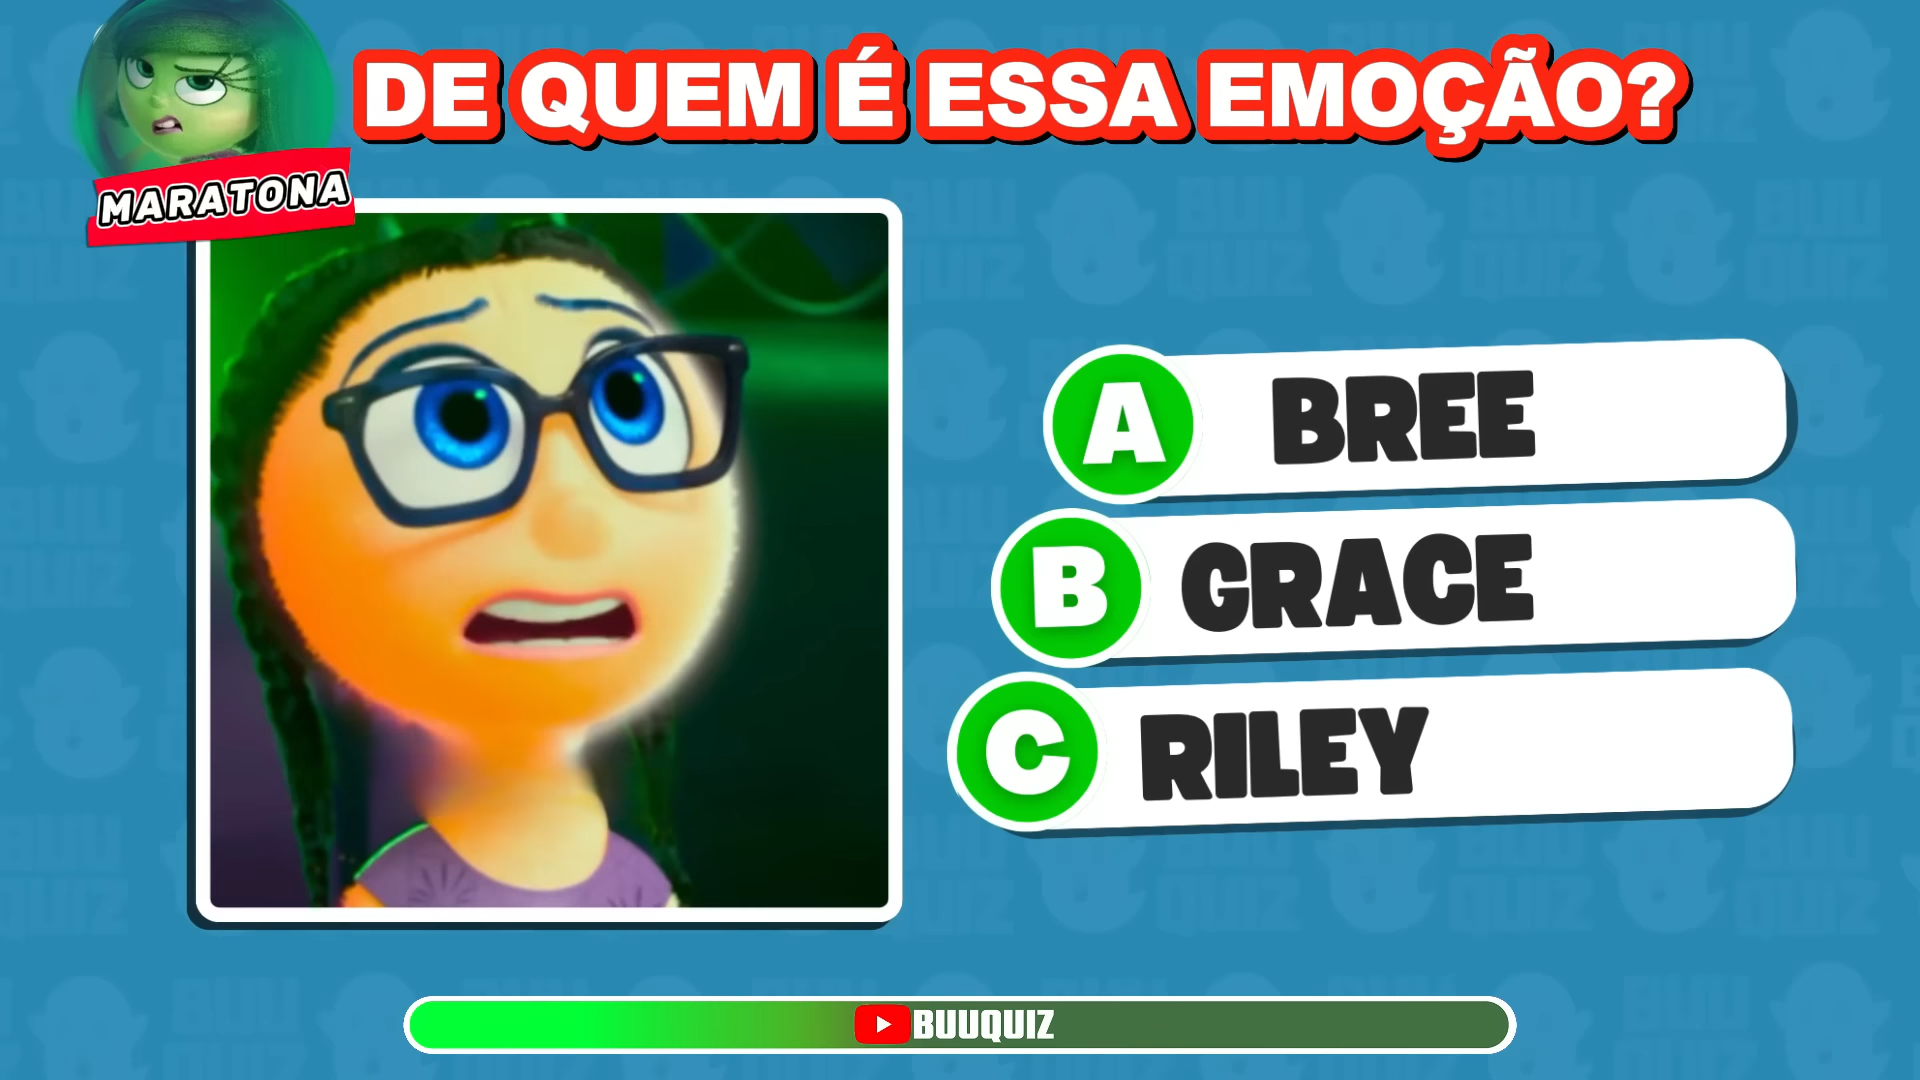 DE QUEM É ESSA EMOÇÃO?
MARATONA
A BREE
B GRACE
C RILEY
BUUQUIZ